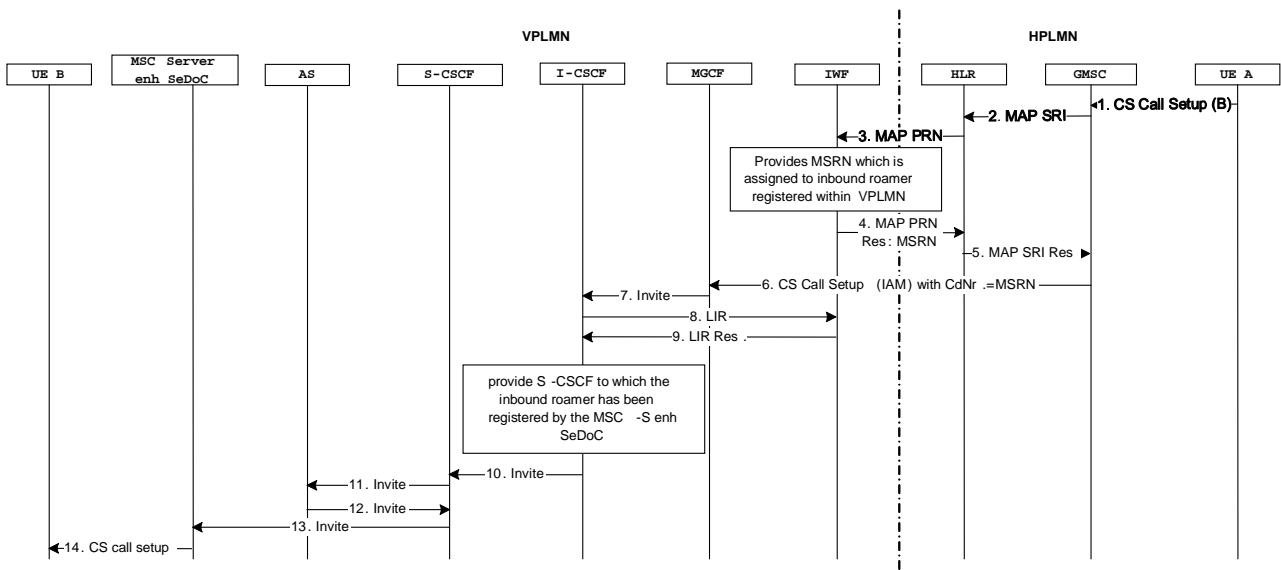 VPLMN
HPLMN
UE B
MSC Server
enh SeDoC
AS
S-CSCF
I-CSCF
MGCF
IWF
HLR
GMSC
UE A
1. CS Call Setup (B)
2. MAP SRI
3. MAP PRN
Provides MSRN which is
assigned to inbound roamer
registered within VPLMN
4. MAP PRN
Res: MSRN
5. MAP SRI Res
6. CS Call Setup (IAM) with CdNr .=MSRN
7. Invite
8. LIR
9. LIR Res .
provide S -CSCF to which the
inbound roamer has been
registered by the MSC -S enh
SeDoC
10. Invite
11. Invite
12. Invite
13. Invite
14. CS call setup